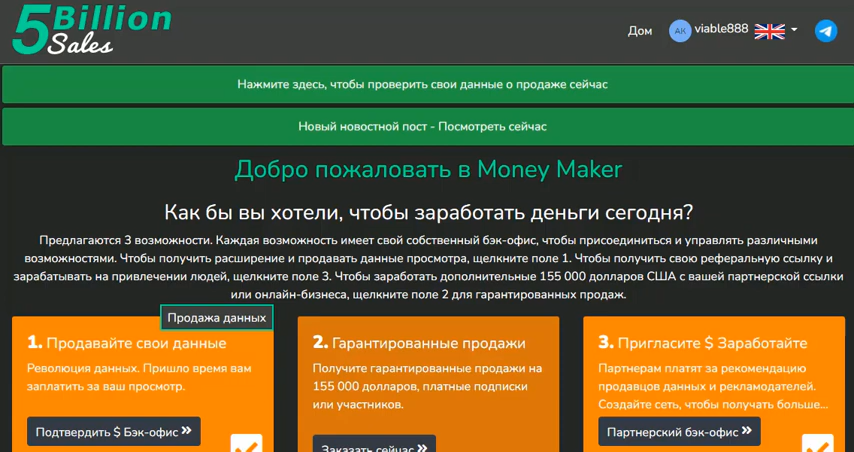 5 Billion
Sales
Дом
АК
viable888
Нажмите здесь, чтобы проверить свои данные о продаже сейчас
Новый новостной пост - Посмотреть сейчас
Добро пожаловать в Money Maker
Как бы вы хотели, чтобы заработать деньги сегодня?
Предлагаются 3 возможности. Каждая возможность имеет свой собственный бэк-офис, чтобы присоединиться и управлять различными
возможностями. Чтобы получить расширение и продавать данные просмотра, щелкните поле 1. Чтобы получить свою реферальную ссылку и
зарабатывать на привлечении людей, щелкните поле 3. Чтобы заработать дополнительные 155 000 долларов США с вашей партнерской ссылки
или онлайн-бизнеса, щелкните поле 2 для гарантированных продаж.
Продажа данных
1. Продавайте свои данные
Революция данных. Пришло время вам
заплатить за ваш просмотр.
Подтвердить $ Бэк-офис »
2. Гарантированные продажи
Получите гарантированные продажи на
155 000 долларов, платные подписки
или участников.
Заказать сейчас »
3. Пригласите $ Заработайте
Партнерам платят за рекомендацию
продавцов данных и рекламодателей.
Создайте сеть, чтобы получать больше...
Партнерский бэк-офис »